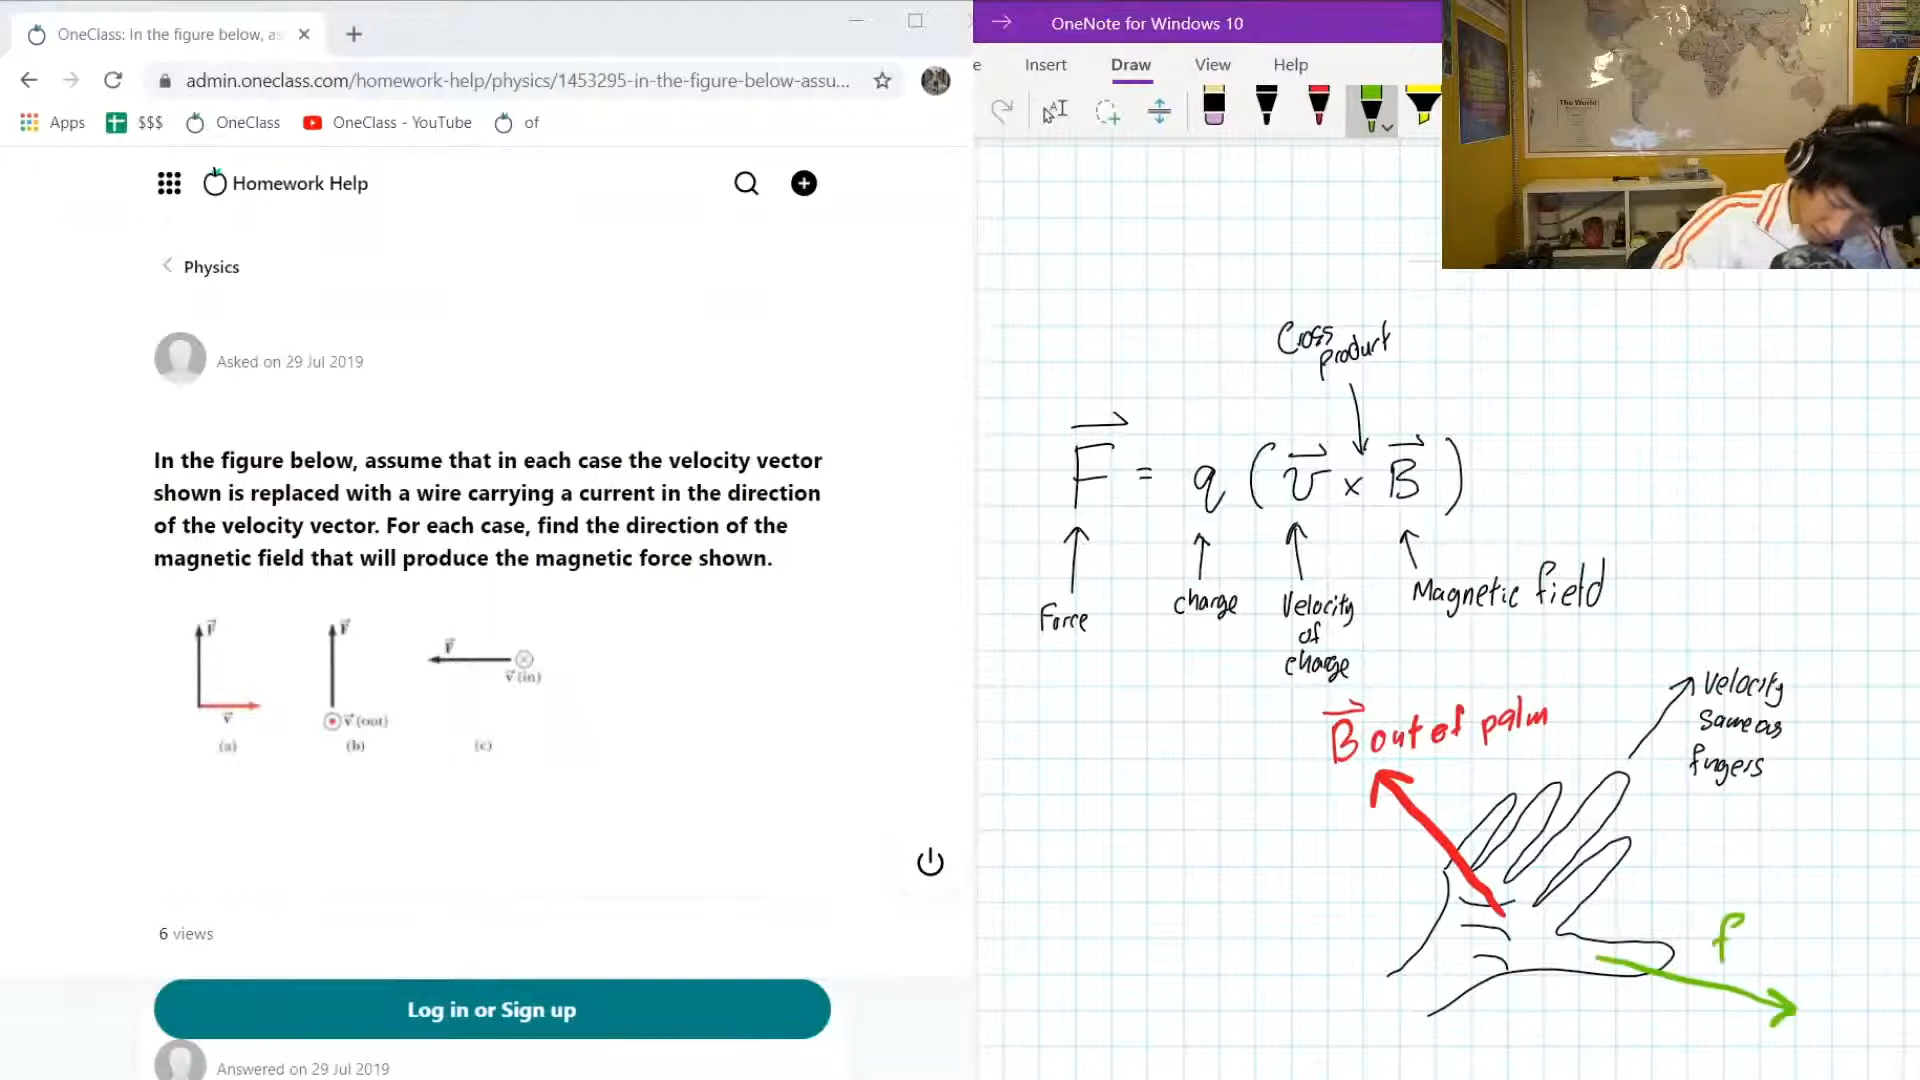 OneClass: In the figure below, as
admin.oneclass.com/homework-help/physics/1453295-in-the-figure-below-assu...
Apps
$$$
OneClass
OneClass - YouTube
of
Homework Help
Physics
Asked on 29 Jul 2019
In the figure below, assume that in each case the velocity vector
shown is replaced with a wire carrying a current in the direction
of the velocity vector. For each case, find the direction of the
magnetic field that will produce the magnetic force shown.
F
v
(a)
F
v (out)
(b)
F
v (in)
(c)
6 views
Log in or Sign up
Answered on 29 Jul 2019
OneNote for Windows 10
Insert
Draw
View
Help
The World
Cross
product
F = q (v x B)
Force
charge
Velocity
of
charge
Magnetic field
B out of palm
Velocity
same as
fingers
F